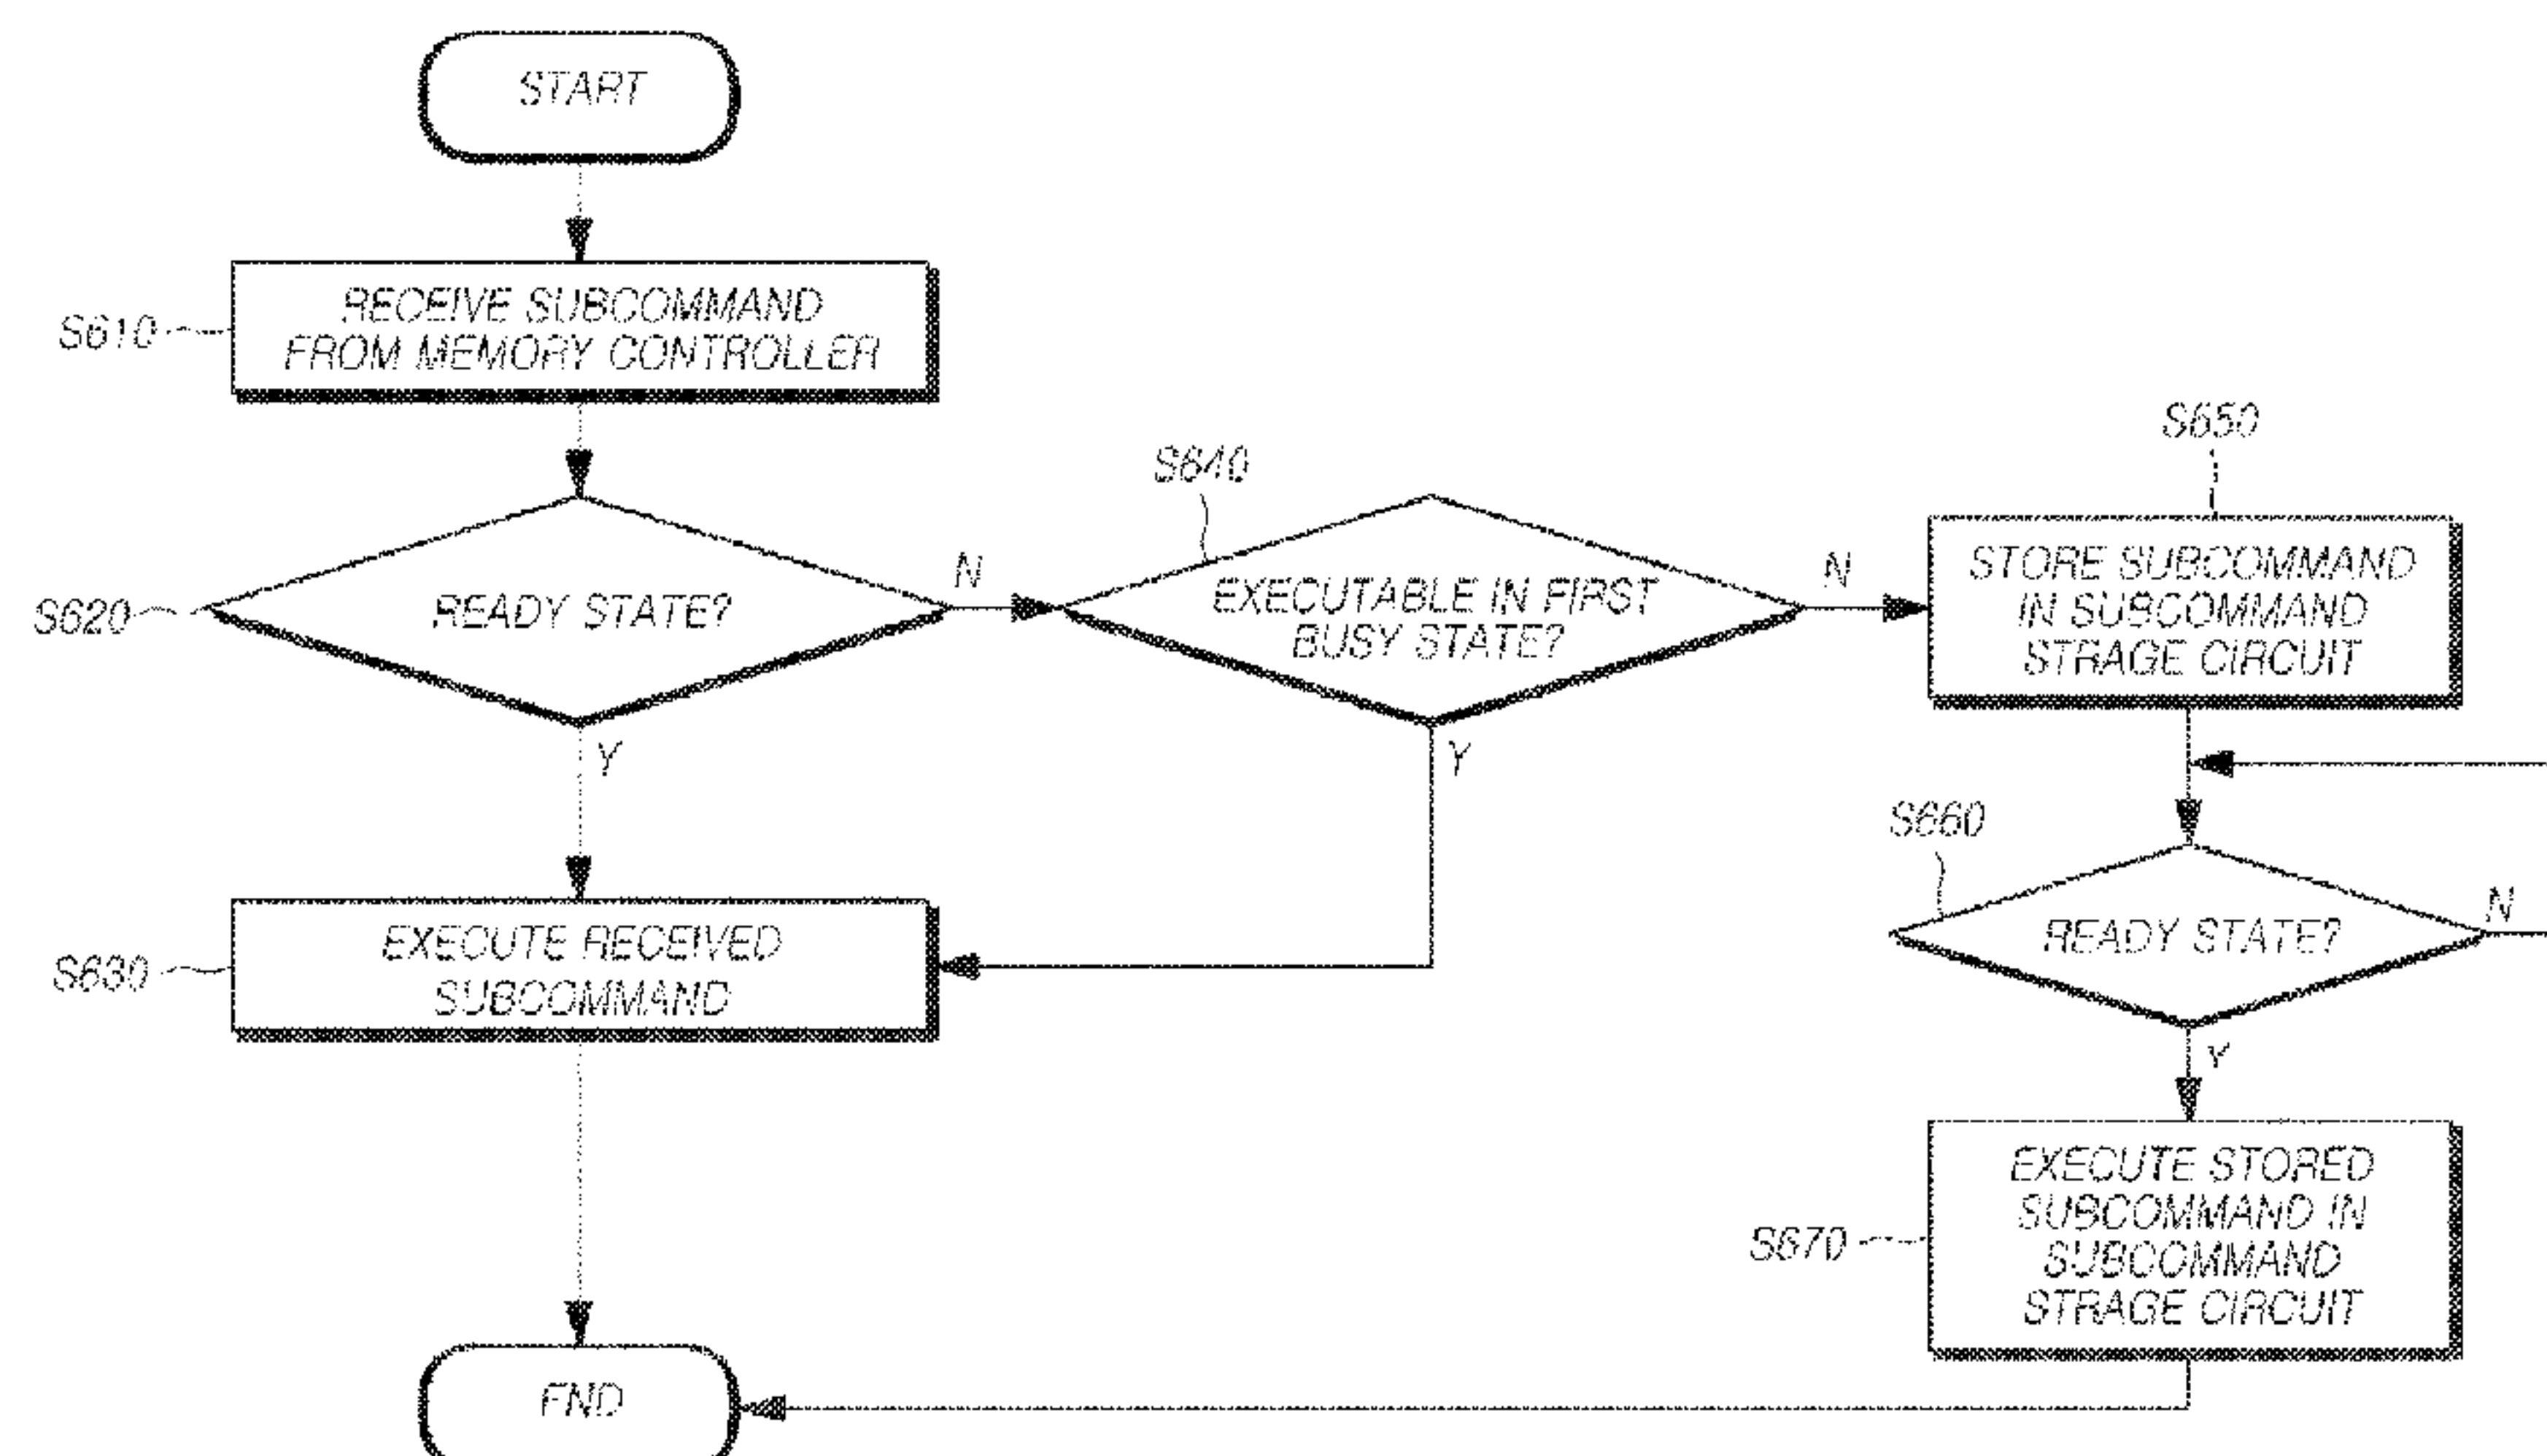 START
S610
RECEIVE SUBCOMMAND
FROM MEMORY CONTROLLER
S620
READY STATE?
N
Y
S640
EXECUTABLE IN FIRST
BUSY STATE?
N
Y
S630
EXECUTE RECEIVED
SUBCOMMAND
S650
STORE SUBCOMMAND
IN SUBCOMMAND
STRAGE CIRCUIT
S660
READY STATE?
N
Y
S670
EXECUTE STORED
SUBCOMMAND IN
SUBCOMMAND
STRAGE CIRCUIT
END